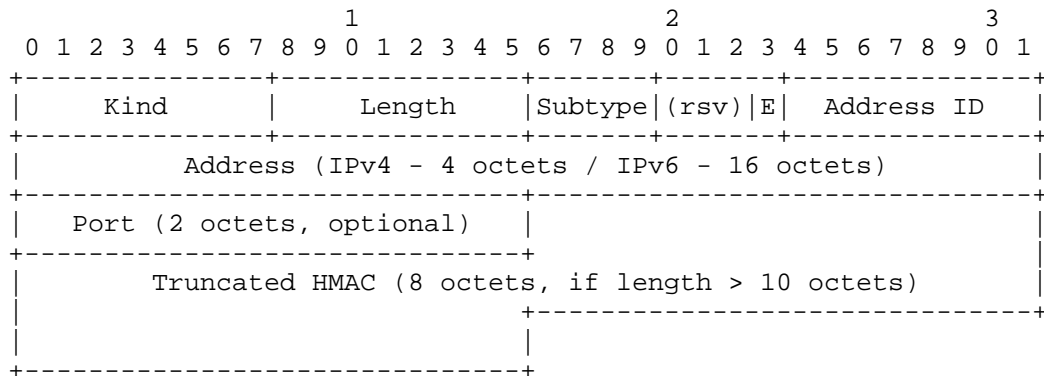 1                   2                   3
 0 1 2 3 4 5 6 7 8 9 0 1 2 3 4 5 6 7 8 9 0 1 2 3 4 5 6 7 8 9 0 1
+---------------+---------------+-------+-------+---------------+
|     Kind      |     Length    |Subtype|(rsv)|E|  Address ID   |
+---------------+---------------+-------+-------+---------------+
|          Address (IPv4 - 4 octets / IPv6 - 16 octets)         |
+-------------------------------+-------------------------------+
|   Port (2 octets, optional)   |                               |
+-------------------------------+                               |
|        Truncated HMAC (8 octets, if length > 10 octets)       |
|                               +-------------------------------+
|                               |
+-------------------------------+